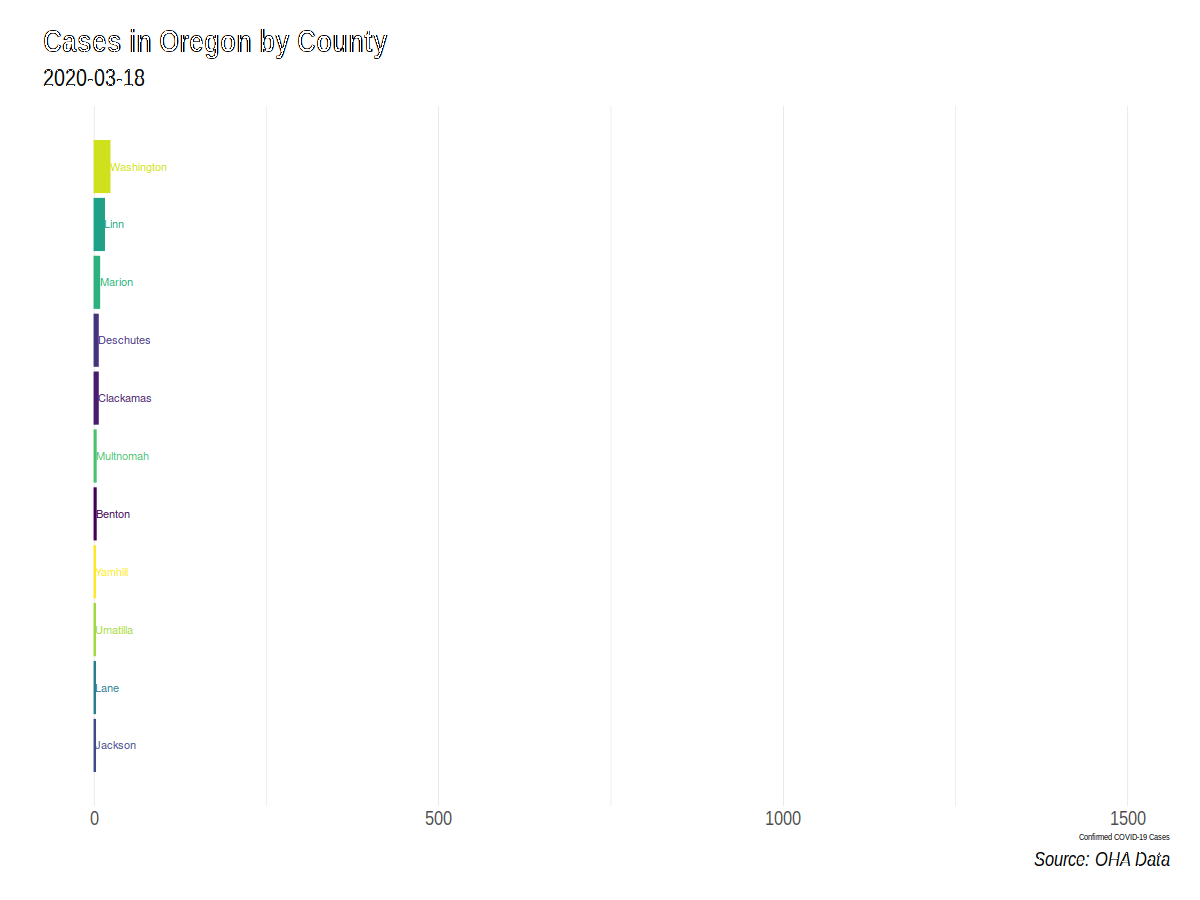 Cases in Oregon by County
2020-03-18
Washington
Linn
Marion
Deschutes
Clackamas
Multnomah
Benton
Yamhill
Umatilla
Lane
Jackson
0 500 1000 1500
Confirmed COVID-19 Cases
Source: OHA Data